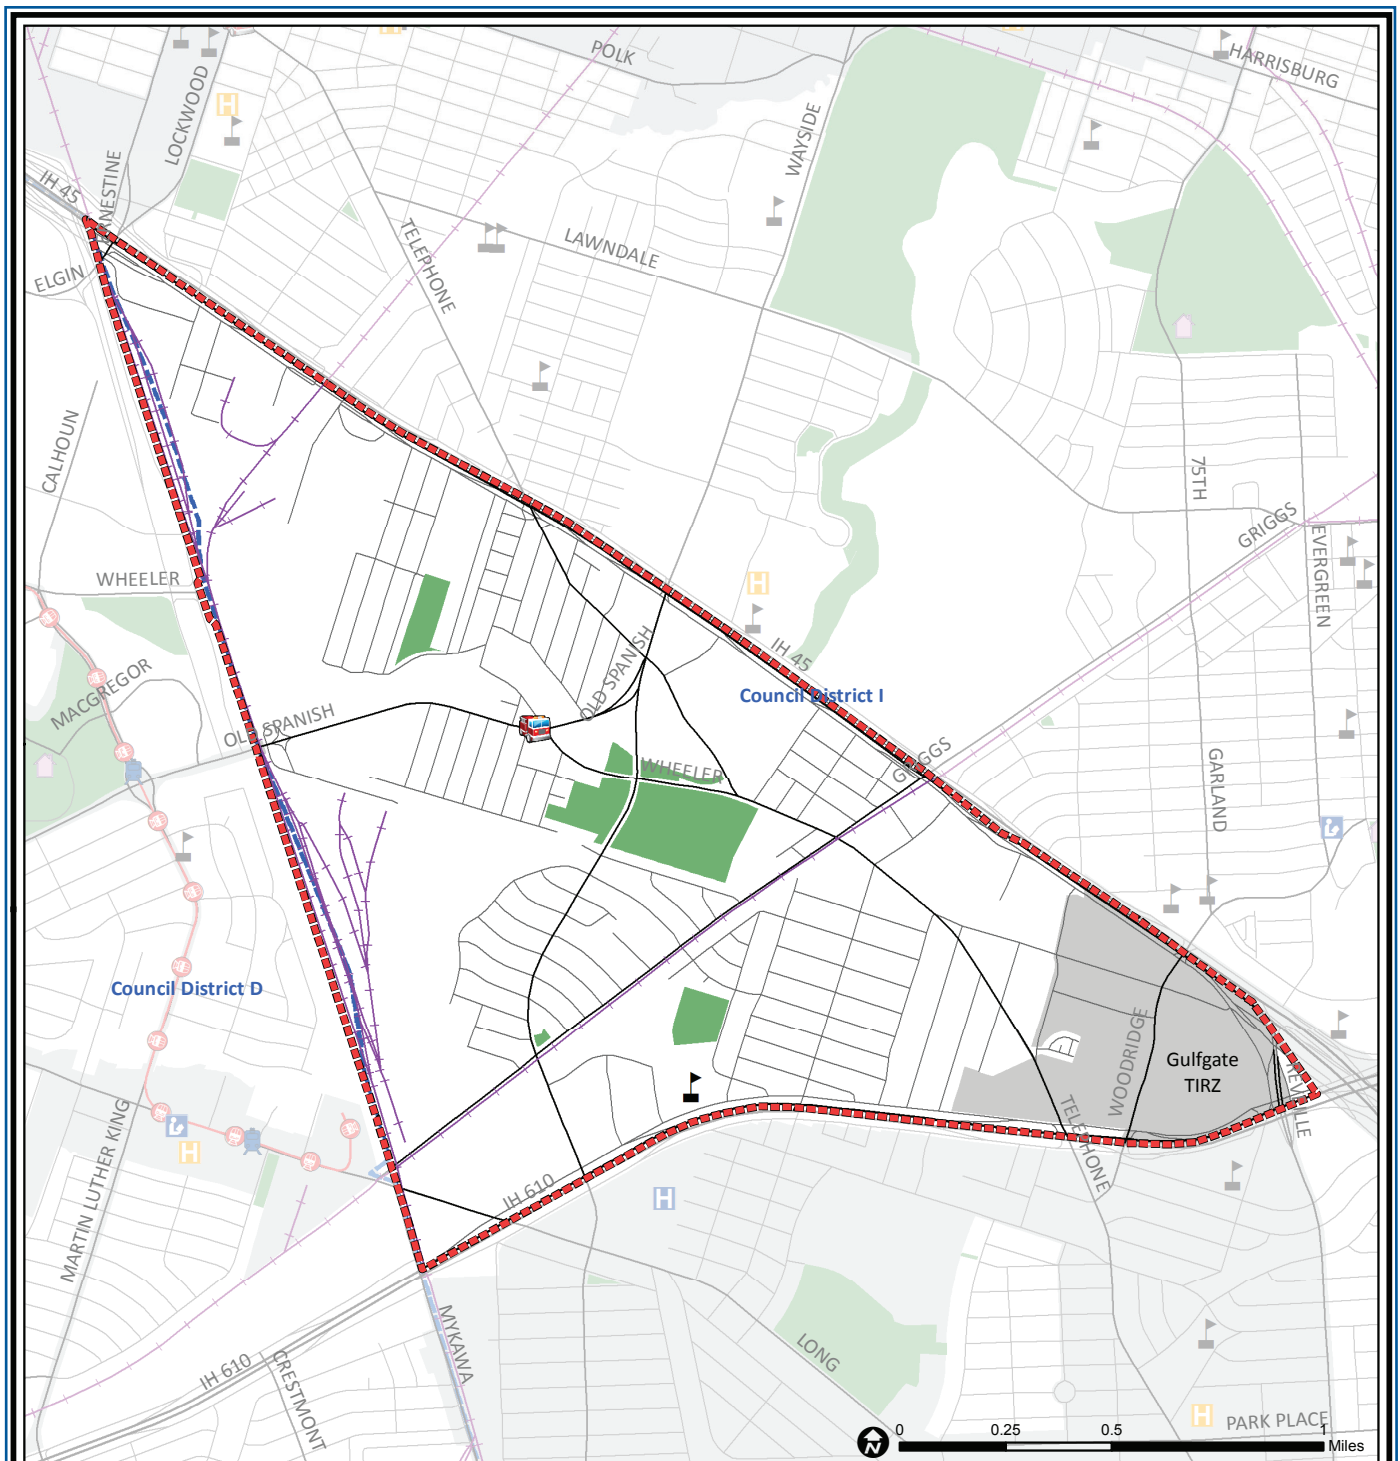 POLK
HARRISBURG
LOCKWOOD
H
WAYSIDE
IH 45
ERNESTINE
TELEPHONE
LAWNDALE
ELGIN
CALHOUN
75TH
GRIGGS
EVERGREEN
WHEELER
H
OLD SPANISH
IH 45
MACGREGOR
Council District I
OLD SPANISH
WHEELER
GRIGGS
GARLAND
Council District D
WOODRIDGE
Gulfgate
TIRZ
TELEPHONE
MARTIN LUTHER KING
H
IH 610
H
MYKAWA
LONG
IH 610
CRESTMONT
H
PARK PLACE
N
0 0.25 0.5 1
Miles